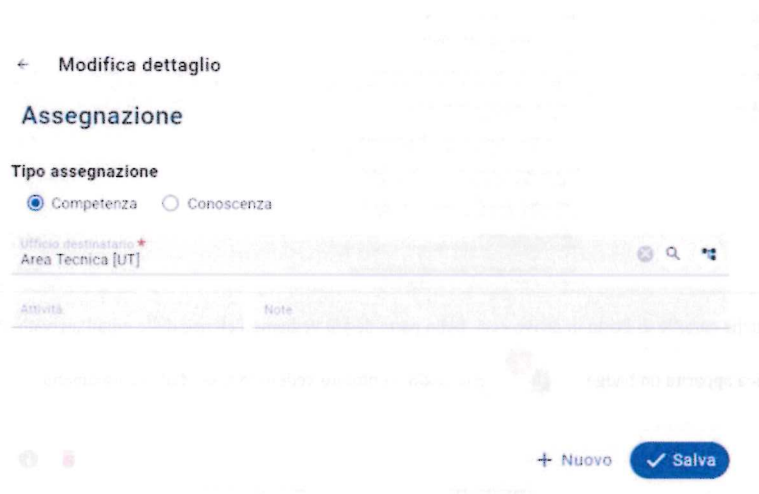 Modifica dettaglio
Assegnazione
Tipo assegnazione
Competenza Conoscenza
Ufficio destinatario *
Area Tecnica [UT]
Attività Note
+ Nuovo Salva